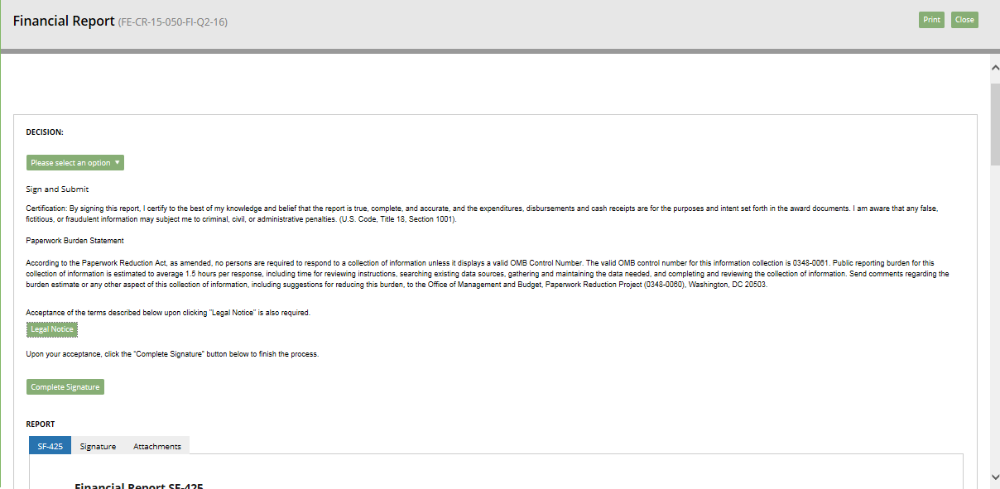 Financial Report (FE-CR-15-050-FI-Q2-16)
Print
Close
DECISION:
Please select an option
Sign and Submit
Certification: By signing this report, I certify to the best of my knowledge and belief that the report is true, complete, and accurate, and the expenditures, disbursements and cash receipts are for the purposes and intent set forth in the award documents. I am aware that any false,
fictitious, or fraudulent information may subject me to criminal, civil, or administrative penalties. (U.S. Code, Title 18, Section 1001).
Paperwork Burden Statement
According to the Paperwork Reduction Act, as amended, no persons are required to respond to a collection of information unless it displays a valid OMB Control Number. The valid OMB control number for this information collection is 0348-0061. Public reporting burden for this
collection of information is estimated to average 1.5 hours per response, including time for reviewing instructions, searching existing data sources, gathering and maintaining the data needed, and completing and reviewing the collection of information. Send comments regarding the
burden estimate or any other aspect of this collection of information, including suggestions for reducing this burden, to the Office of Management and Budget, Paperwork Reduction Project (0348-0060), Washington, DC 20503.
Acceptance of the terms described below upon clicking "Legal Notice" is also required.
Legal Notice
Upon your acceptance, click the "Complete Signature" button below to finish the process.
Complete Signature
REPORT
SF-425 Signature Attachments
Financial Report SF-425